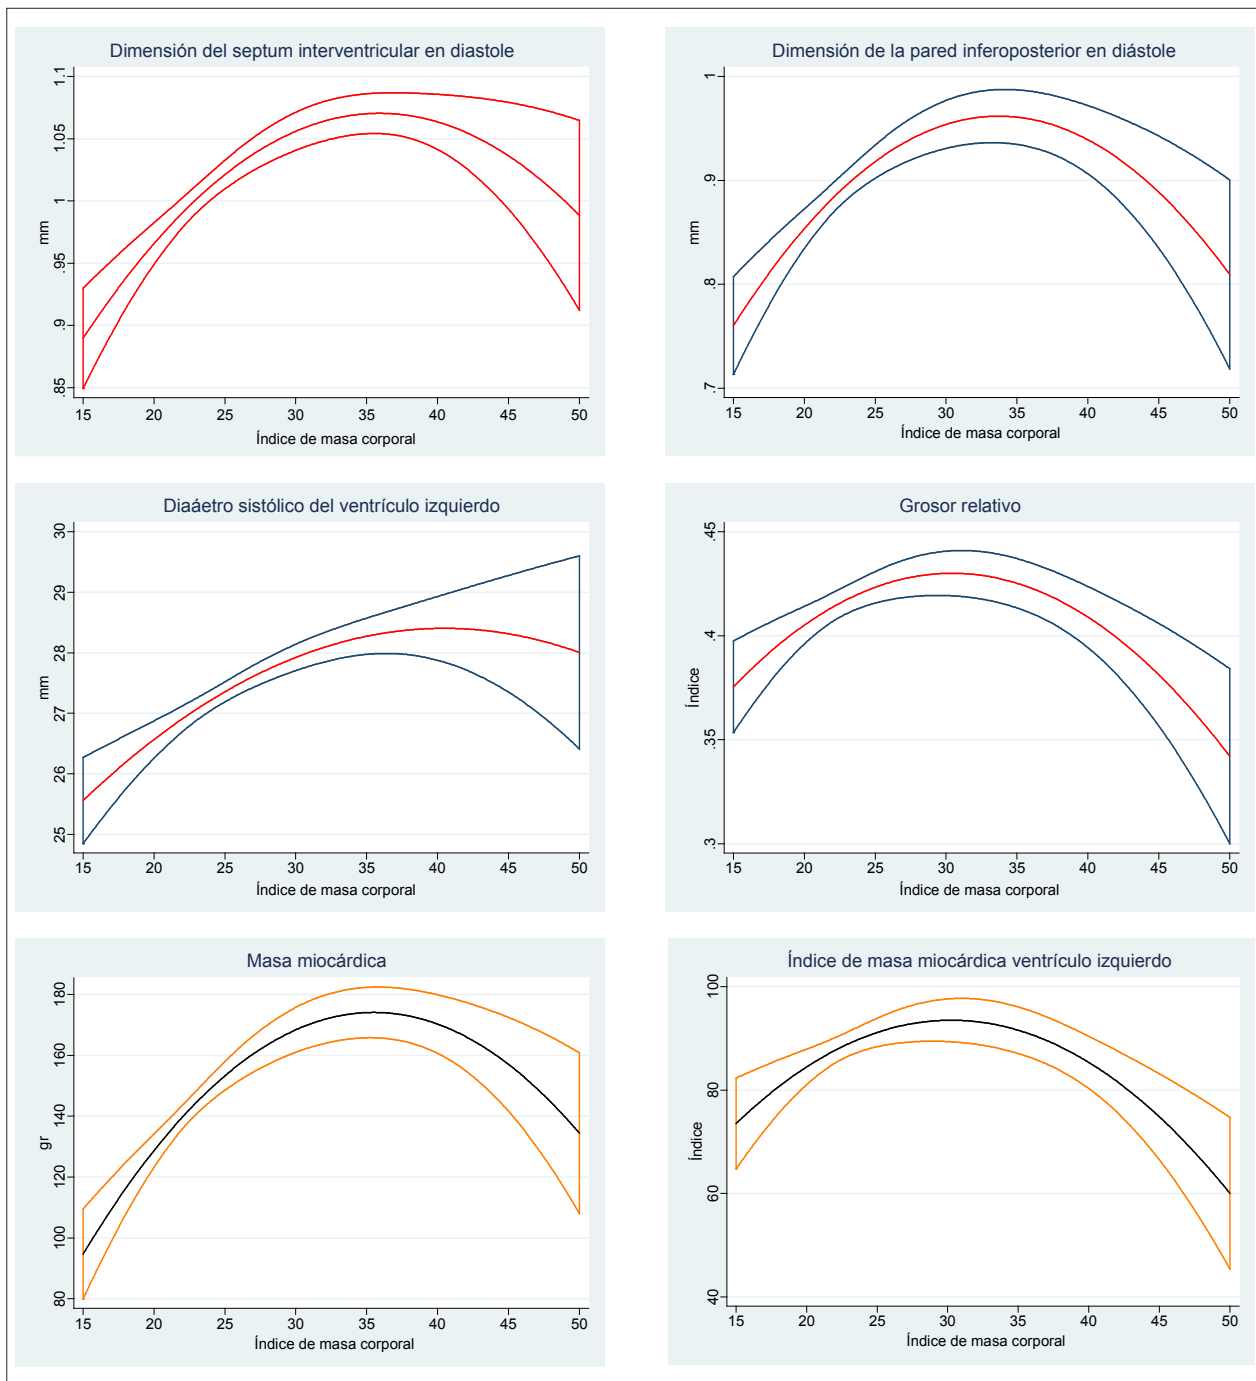 Dimensión del septum interventricular en diastole
1.1
1.05
1
.95
.9
.85
mm
15 20 25 30 35 40 45 50
Índice de masa corporal
Dimensión de la pared inferoposterior en diástole
1
.9
.8
.7
mm
15 20 25 30 35 40 45 50
Índice de masa corporal
Diaáetro sistólico del ventrículo izquierdo
30
29
28
27
26
25
mm
15 20 25 30 35 40 45 50
Índice de masa corporal
Grosor relativo
.45
.4
.35
.3
Índice
15 20 25 30 35 40 45 50
Índice de masa corporal
Masa miocárdica
180
160
140
120
100
80
gr
15 20 25 30 35 40 45 50
Índice de masa corporal
Índice de masa miocárdica ventrículo izquierdo
100
80
60
40
Índice
15 20 25 30 35 40 45 50
Índice de masa corporal